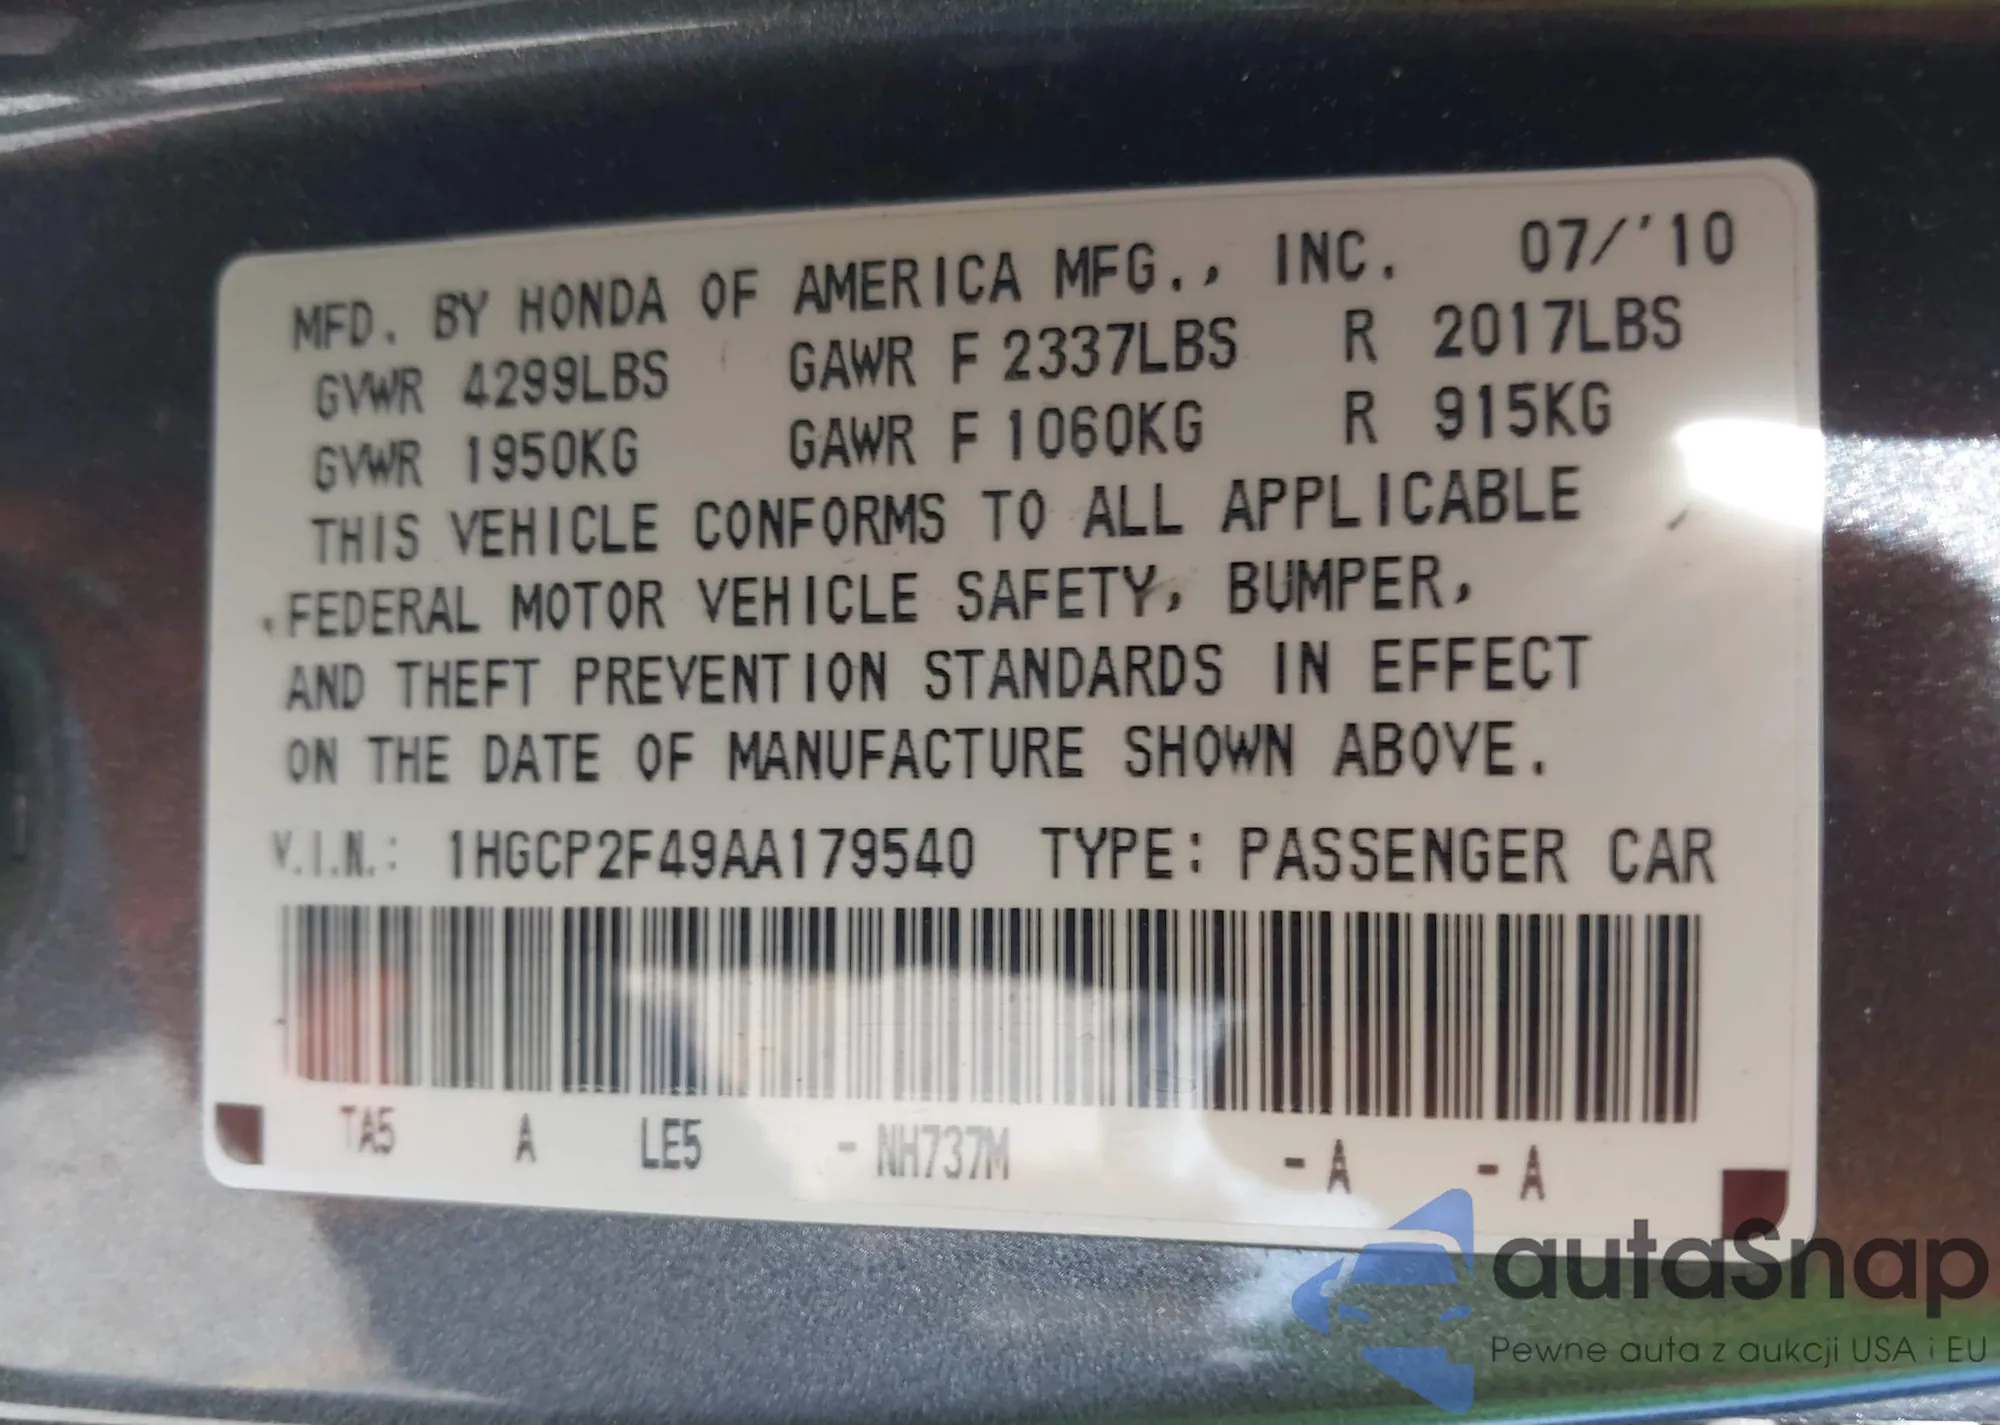 MFD. BY HONDA OF AMERICA MFG., INC. 07/'10
GVWR 4299LBS GAWR F 2337LBS R 2017LBS
GVWR 1950KG GAWR F 1060KG R 915KG
THIS VEHICLE CONFORMS TO ALL APPLICABLE
FEDERAL MOTOR VEHICLE SAFETY, BUMPER,
AND THEFT PREVENTION STANDARDS IN EFFECT
ON THE DATE OF MANUFACTURE SHOWN ABOVE.
V.I.N.: 1HGCP2F49AA179540 TYPE: PASSENGER CAR
TA5 A LE5 - NH737M - A - A
autaSnap
Pewne auta z aukcji USA i EU